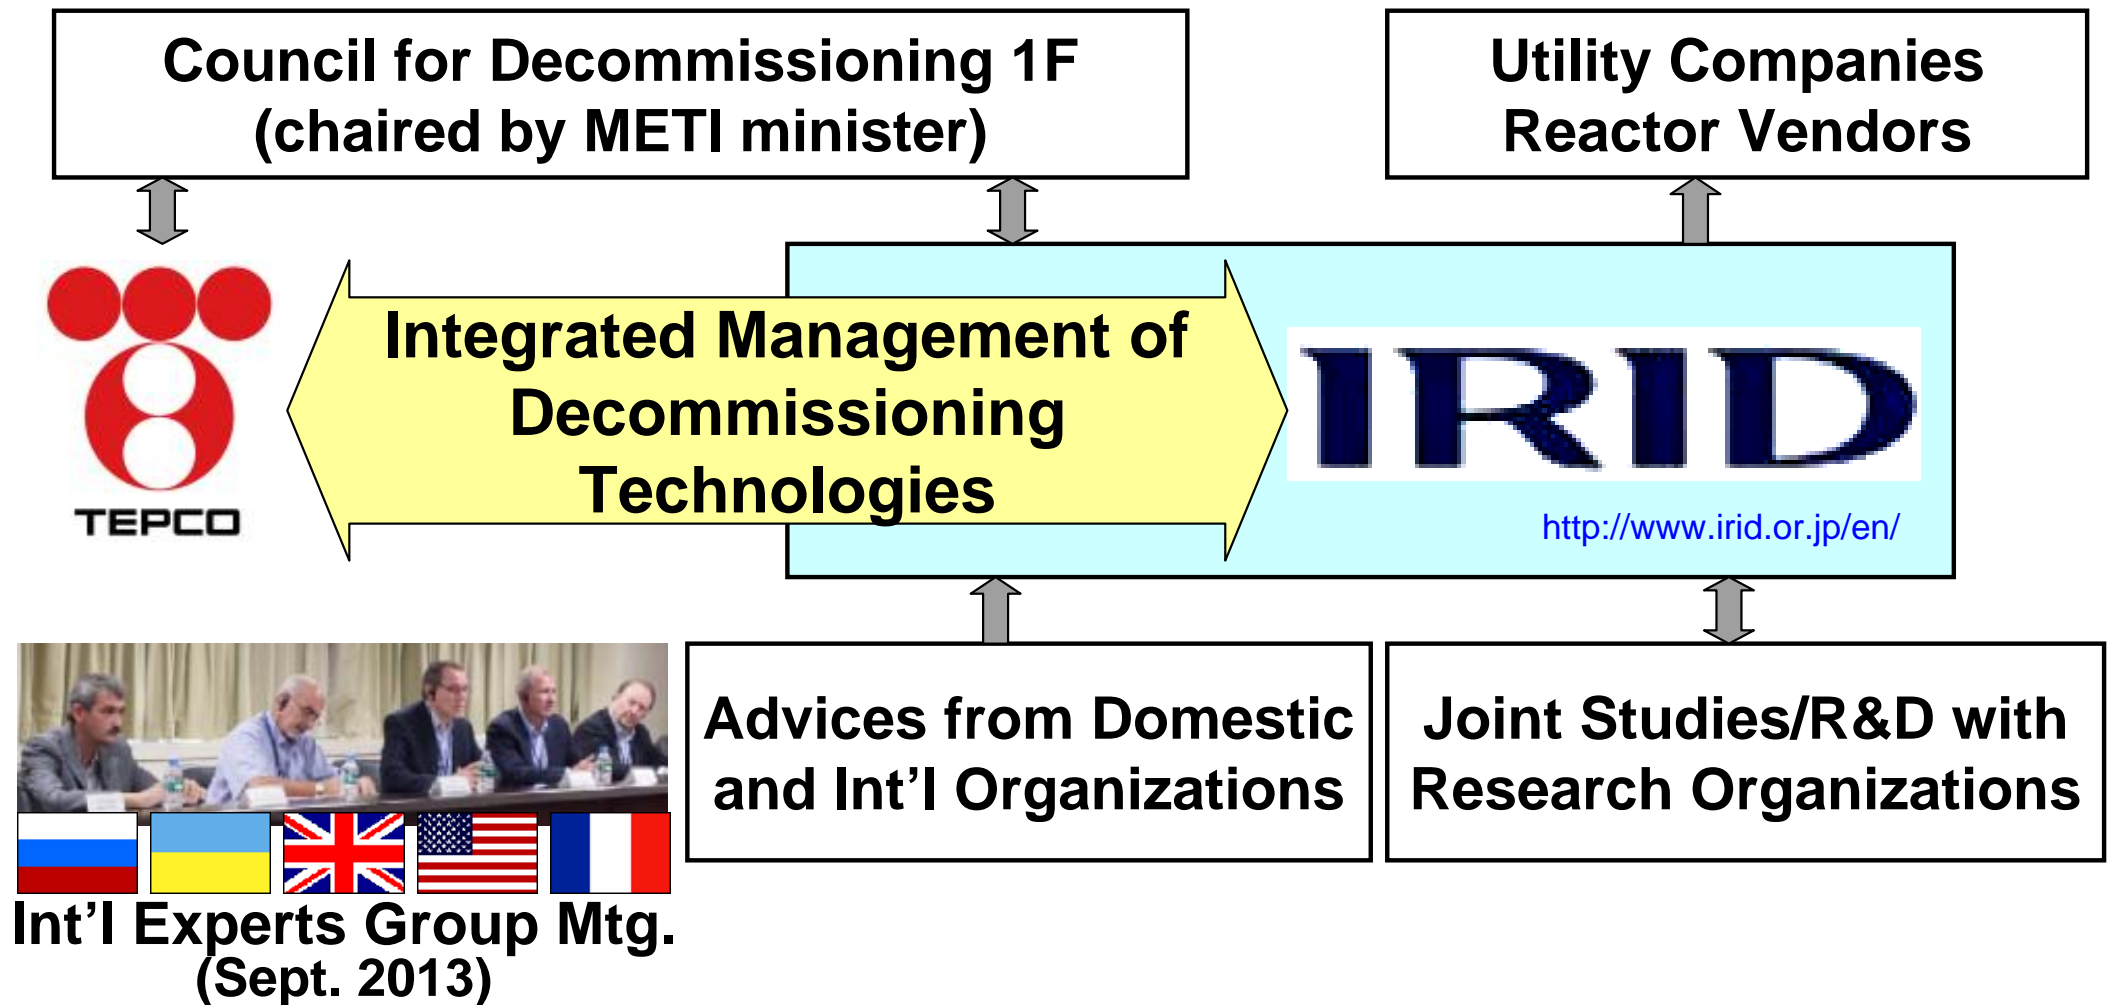 Council for Decommissioning 1F
(chaired by METI minister)
Utility Companies
Reactor Vendors
TEPCO
Integrated Management of
Decommissioning
Technologies
IRID
http://www.irid.or.jp/en/
Int’l Experts Group Mtg.
(Sept. 2013)
Advices from Domestic
and Int’l Organizations
Joint Studies/R&D with
Research Organizations